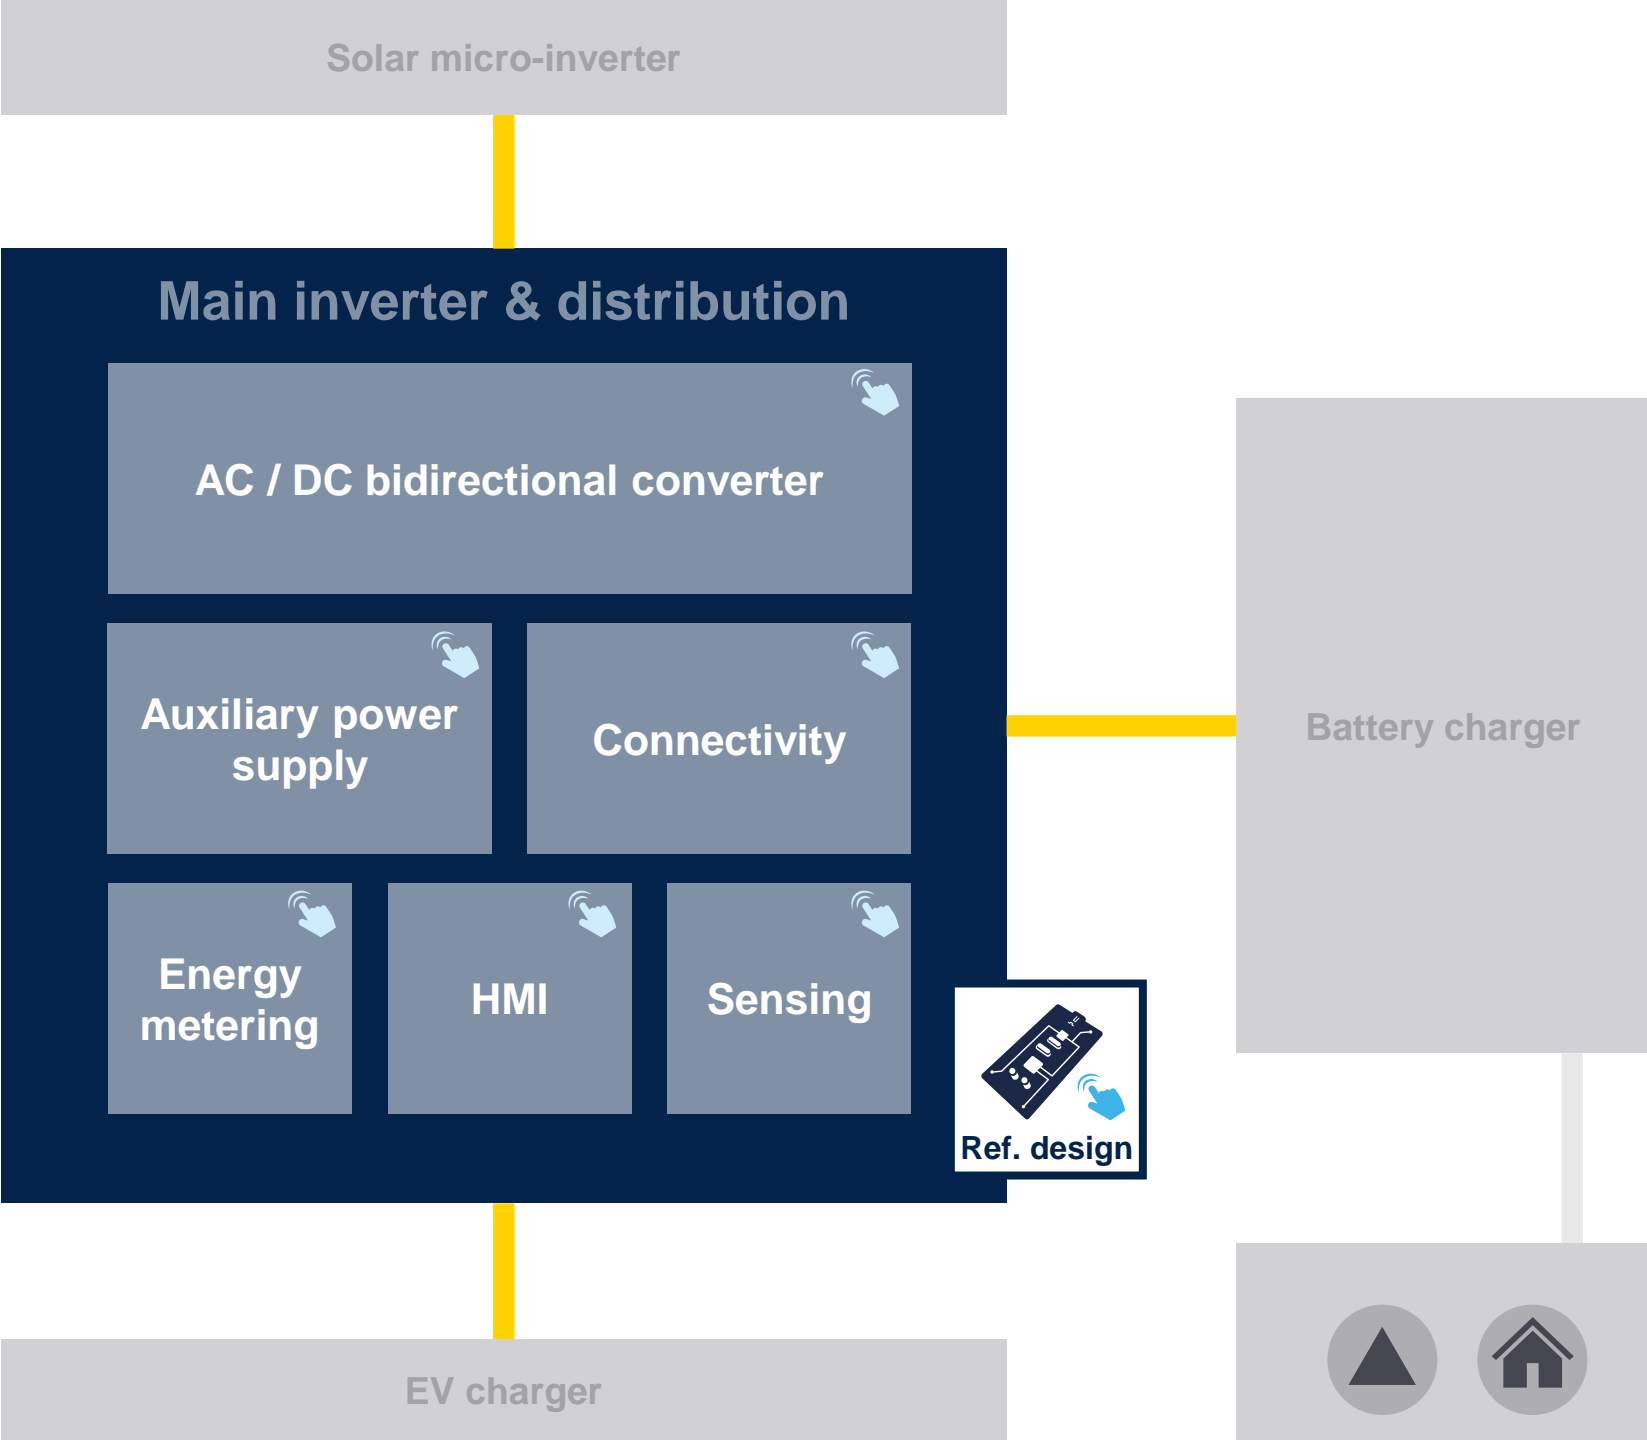 Solar micro-inverter
Main inverter & distribution
AC / DC bidirectional converter
Auxiliary power
supply
Connectivity
Battery charger
Energy
metering
HMI
Sensing
Ref. design
EV charger